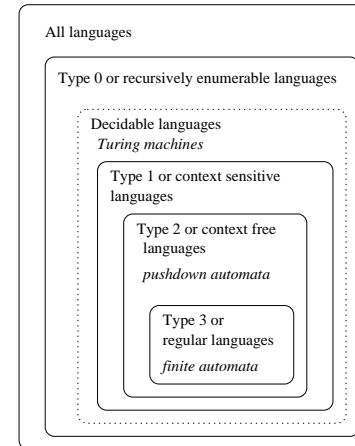 All languages
Type 0 or recursively enumerable languages
Decidable languages
Turing machines
Type 1 or context sensitive
languages
Type 2 or context free
languages
pushdown automata
Type 3 or
regular languages
finite automata